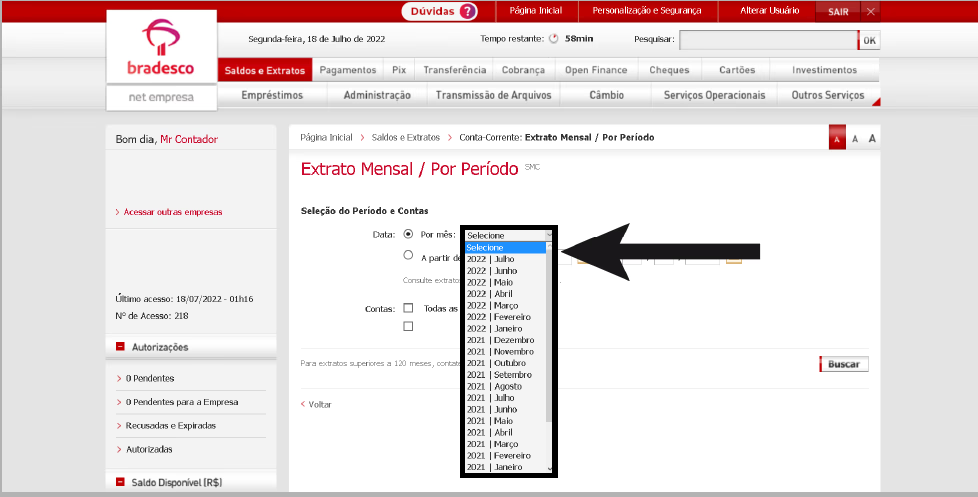 Dúvidas ?
Página Inicial
Personalização e Segurança
Alterar Usuário
SAIR
Segunda-feira, 18 de Julho de 2022
Tempo restante: 58min
Pesquisar:
OK
bradesco
net empresa
Saldos e Extratos
Pagamentos
Pix
Transferência
Cobrança
Open Finance
Cheques
Cartões
Investimentos
Empréstimos
Administração
Transmissão de Arquivos
Câmbio
Serviços Operacionais
Outros Serviços
Bom dia, Mr Contador
> Acessar outras empresas
Último acesso: 18/07/2022 - 01h16
Nº de Acesso: 218
Autorizações
> 0 Pendentes
> 0 Pendentes para a Empresa
> Recusadas e Expiradas
> Autorizadas
Saldo Disponível (R$)
Página Inicial > Saldos e Extratos > Conta-Corrente: Extrato Mensal / Por Período
A A A
Extrato Mensal / Por Período SMC
Seleção do Período e Contas
Data: Por mês: Selecione
A partir de
Consulte extrato
Contas: Todas as
Selecione
2022 | Julho
2022 | Junho
2022 | Maio
2022 | Abril
2022 | Março
2022 | Fevereiro
2022 | Janeiro
2021 | Dezembro
2021 | Novembro
2021 | Outubro
2021 | Setembro
2021 | Agosto
2021 | Julho
2021 | Junho
2021 | Maio
2021 | Abril
2021 | Março
2021 | Fevereiro
2021 | Janeiro
Para extratos superiores a 120 meses, contate
Buscar
< Voltar